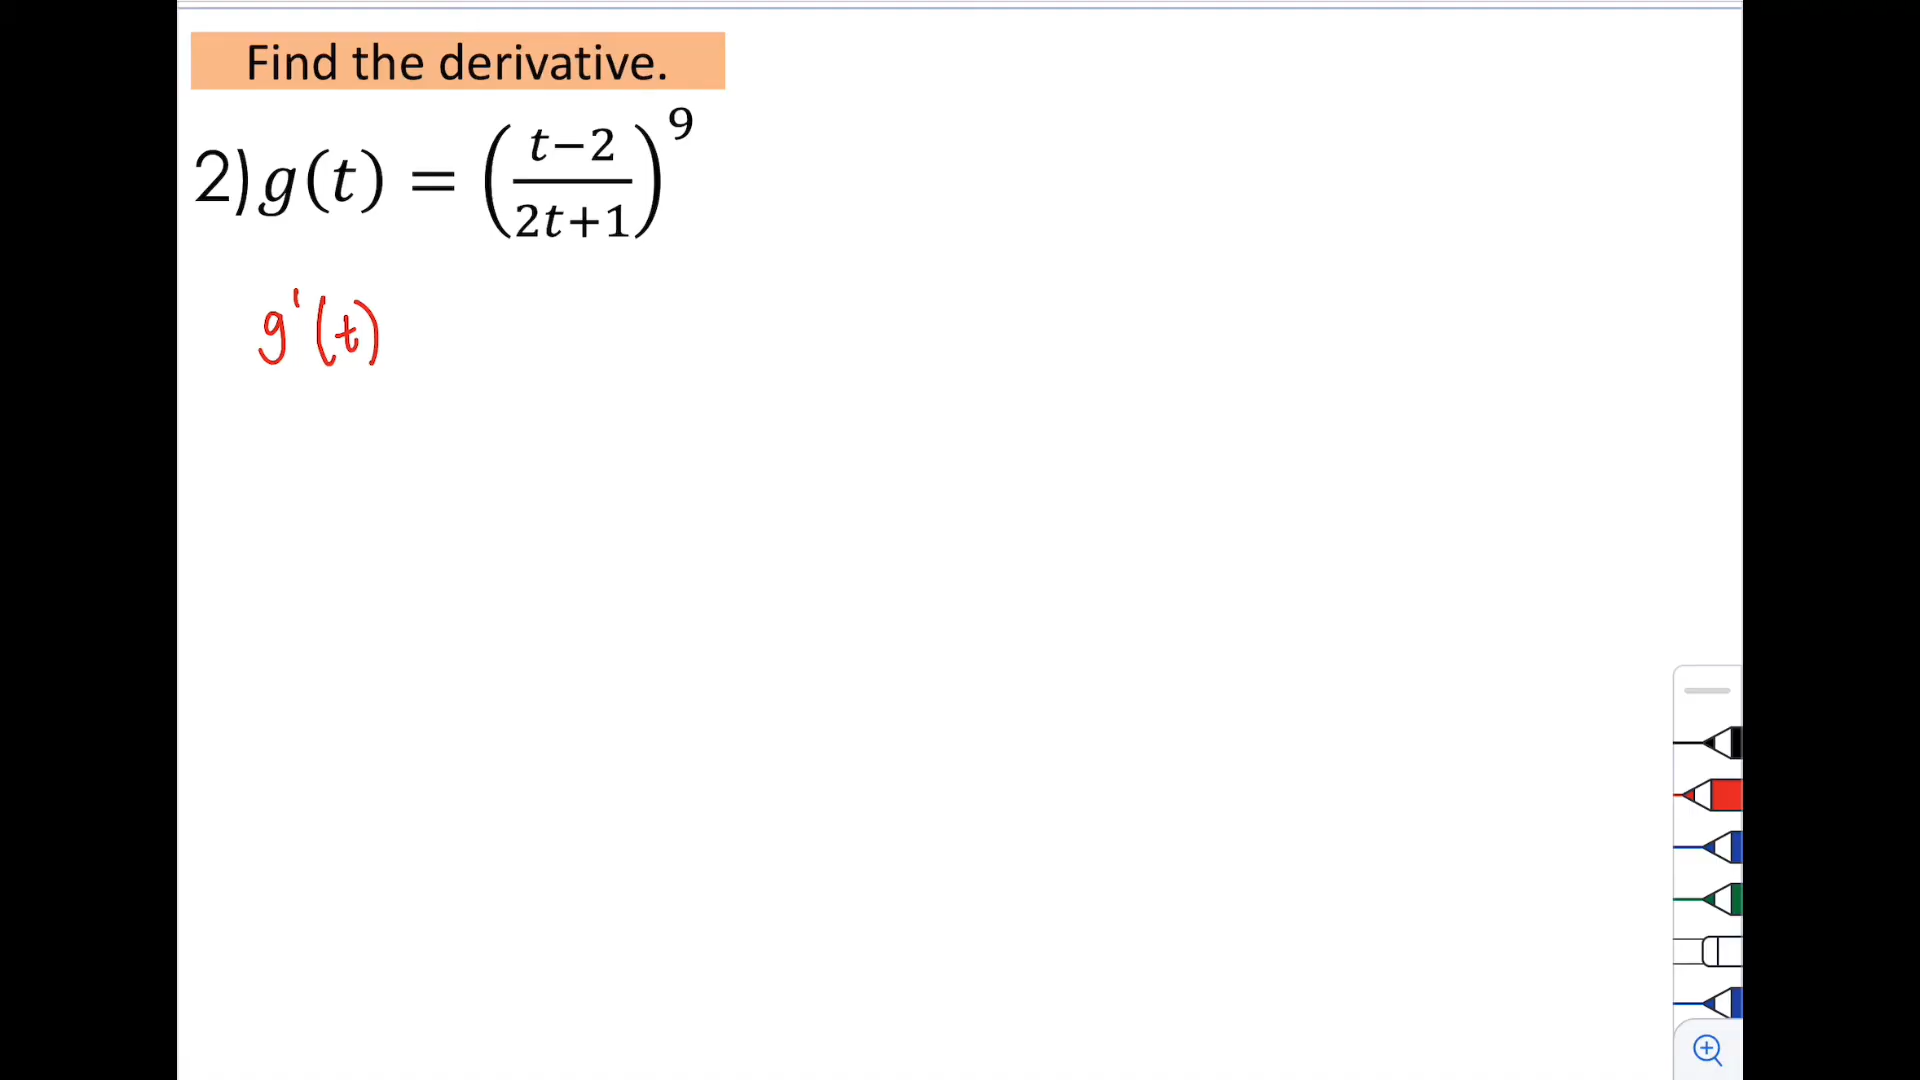 Find the derivative.
2) g(t) = ((t−2)/(2t+1))^9
g'(t)